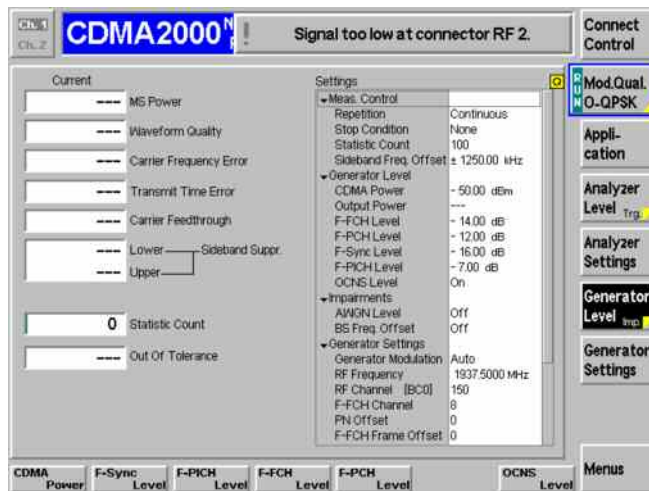 Ch. 1
Ch. 2
CDMA2000
! Signal too low at connector RF 2.
Connect Control
Current
Settings
--- MS Power
--- Waveform Quality
--- Carrier Frequency Error
--- Transmit Time Error
--- Carrier Feedthrough
--- Lower Sideband Suppr.
--- Upper
0 Statistic Count
--- Out Of Tolerance
Meas. Control
Repetition Continuous
Stop Condition None
Statistic Count 100
Sideband Freq. Offset ± 1250.00 kHz
Generator Level
CDMA Power - 50.00 dBm
Output Power ---
F-FCH Level - 14.00 dB
F-PCH Level - 12.00 dB
F-Sync Level - 16.00 dB
F-PICH Level - 7.00 dB
OCNS Level On
Impairments
AWGN Level Off
BS Freq. Offset Off
Generator Settings
Generator Modulation Auto
RF Frequency 1937.5000 MHz
RF Channel [BC0] 150
F-FCH Channel 8
PN Offset 0
F-FCH Frame Offset 0
RUN
Mod.Qual.
O-QPSK
Appli-
cation
Analyzer
Level Trg.
Analyzer
Settings
Generator
Level Imp.
Generator
Settings
Menus
CDMA Power
F-Sync Level
F-PICH Level
F-FCH Level
F-PCH Level
OCNS Level